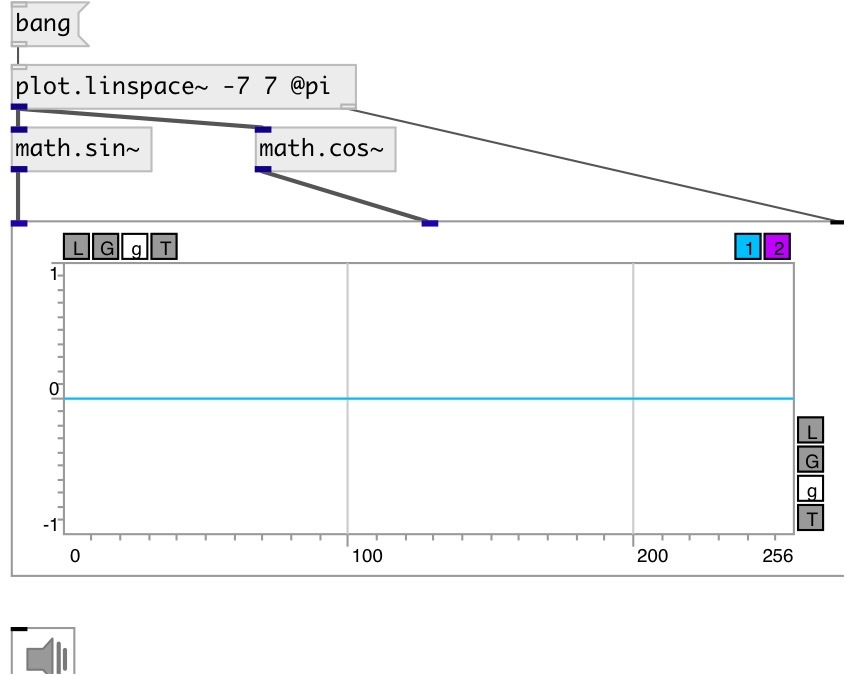 bang
plot.linspace~ -7 7 @pi
math.sin~
math.cos~
L G g T
1 2
1
0
-1
L
G
g
T
0 100 200 256